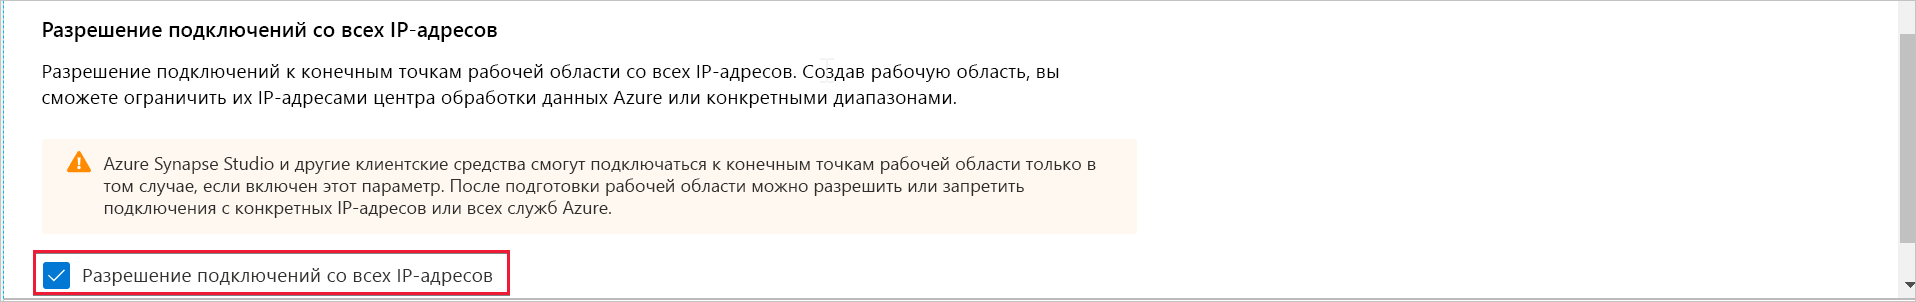 Разрешение подключений со всех IP-адресов
Разрешение подключений к конечным точкам рабочей области со всех IP-адресов. Создав рабочую область, вы
сможете ограничить их IP-адресами центра обработки данных Azure или конкретными диапазонами.
Azure Synapse Studio и другие клиентские средства смогут подключаться к конечным точкам рабочей области только в
том случае, если включен этот параметр. После подготовки рабочей области можно разрешить или запретить
подключения с конкретных IP-адресов или всех служб Azure.
Разрешение подключений со всех IP-адресов